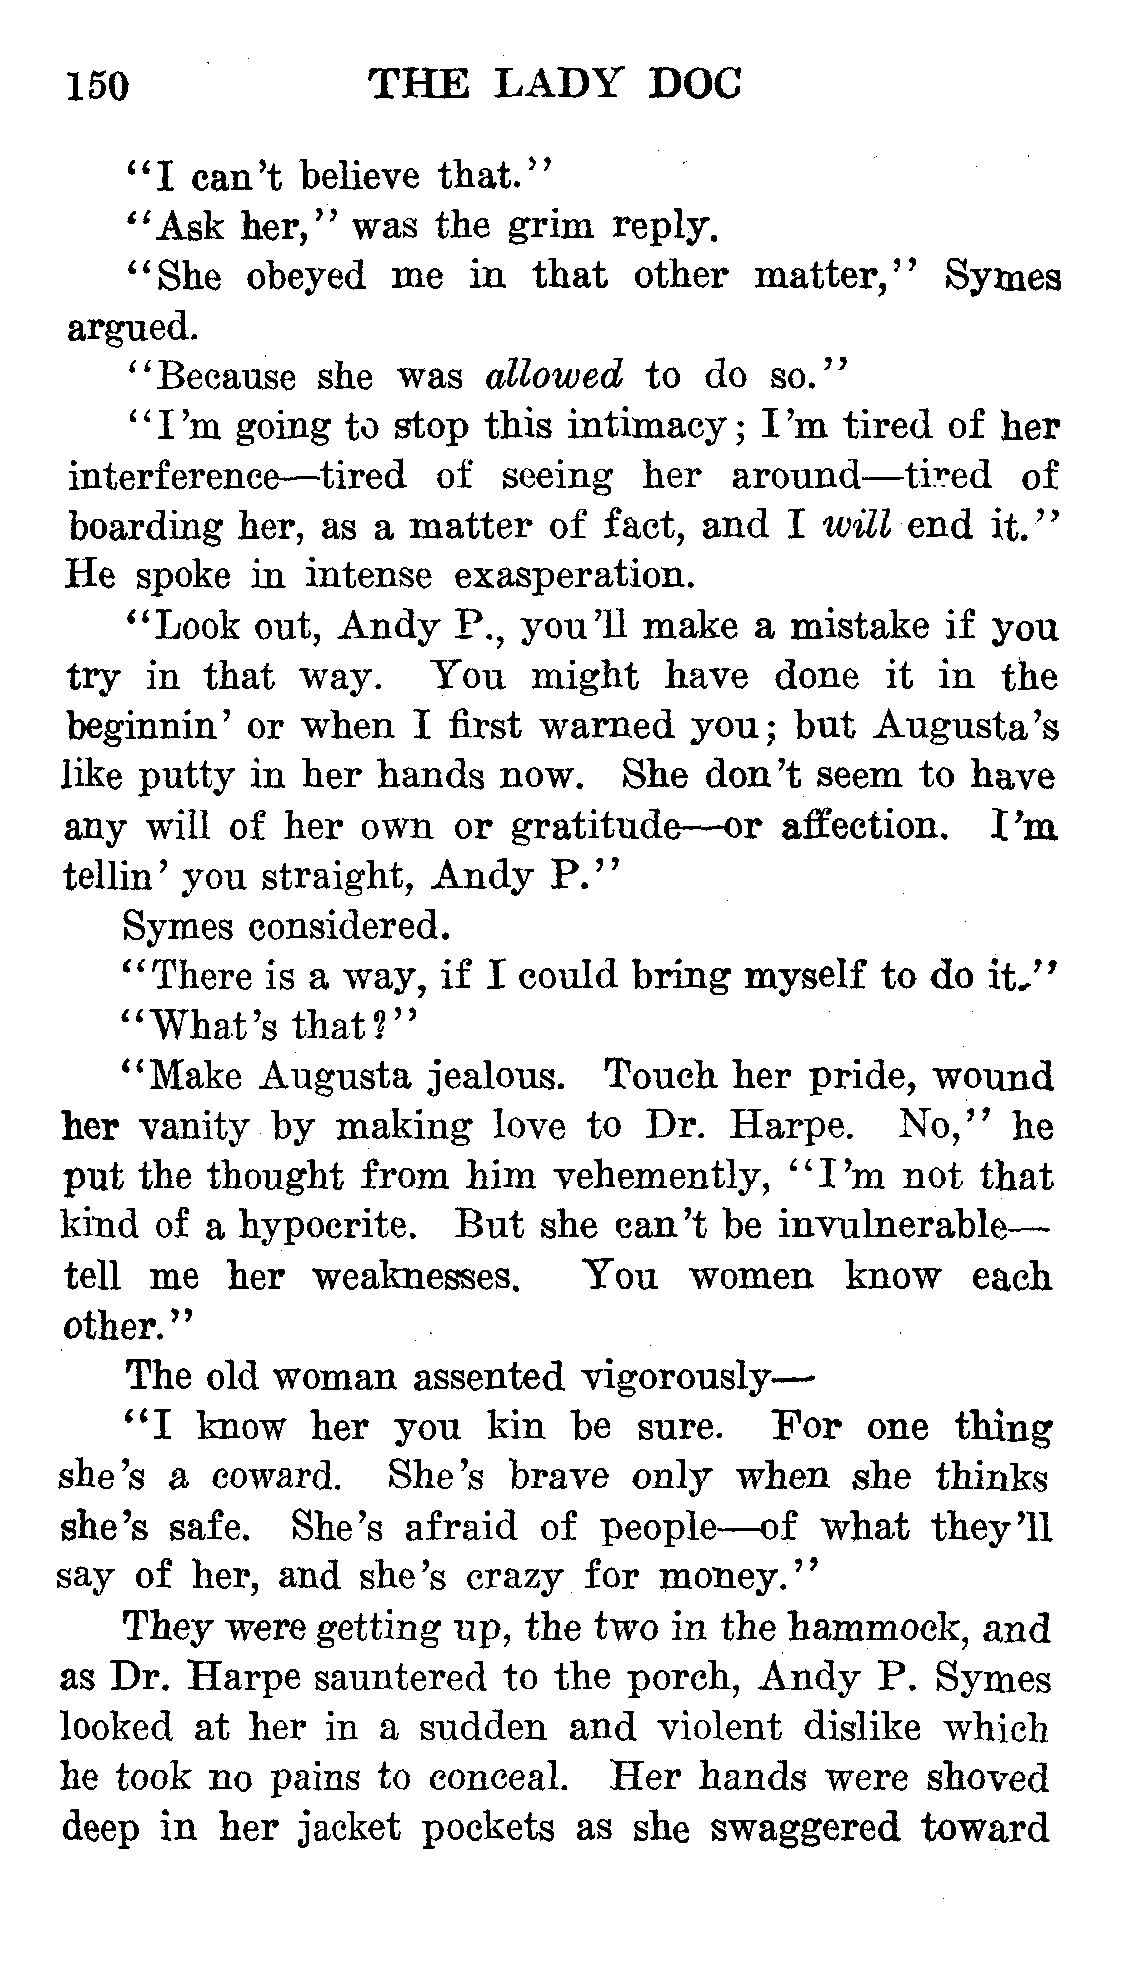 150 THE LADY DOC
"I can't believe that."
"Ask her," was the grim reply.
"She obeyed me in that other matter," Symes
argued.
"Because she was allowed to do so."
"I'm going to stop this intimacy; I'm tired of her
interference—tired of seeing her around—tired of
boarding her, as a matter of fact, and I will end it."
He spoke in intense exasperation.
"Look out, Andy P., you'll make a mistake if you
try in that way. You might have done it in the
beginnin' or when I first warned you; but Augusta's
like putty in her hands now. She don't seem to have
any will of her own or gratitude—or affection. I'm
tellin' you straight, Andy P."
Symes considered.
"There is a way, if I could bring myself to do it."
"What's that?"
"Make Augusta jealous. Touch her pride, wound
her vanity by making love to Dr. Harpe. No," he
put the thought from him vehemently, "I'm not that
kind of a hypocrite. But she can't be invulnerable—
tell me her weaknesses. You women know each
other."
The old woman assented vigorously—
"I know her you kin be sure. For one thing
she's a coward. She's brave only when she thinks
she's safe. She's afraid of people—of what they'll
say of her, and she's crazy for money."
They were getting up, the two in the hammock, and
as Dr. Harpe sauntered to the porch, Andy P. Symes
looked at her in a sudden and violent dislike which
he took no pains to conceal. Her hands were shoved
deep in her jacket pockets as she swaggered toward